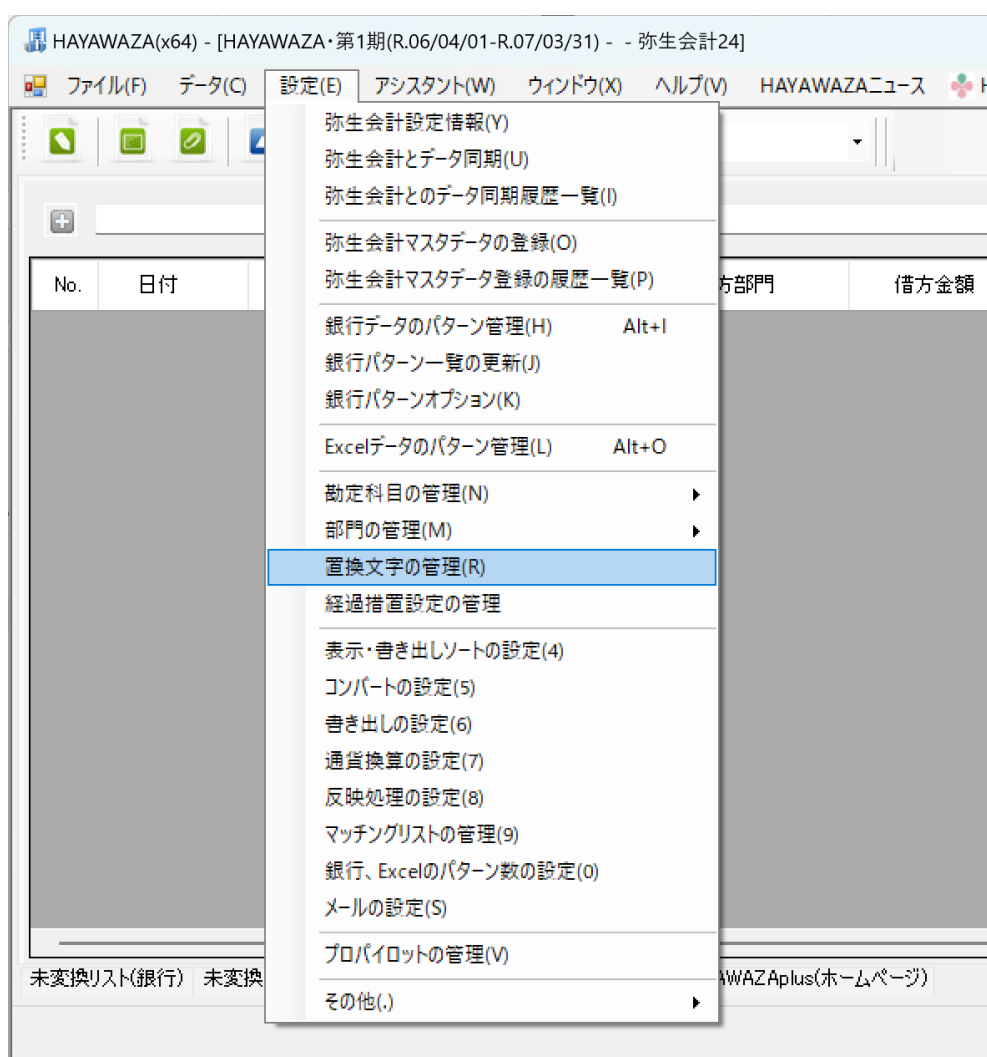 HAYAWAZA(x64) - [HAYAWAZA・第1期(R.06/04/01-R.07/03/31) - - 弥生会計24]
ファイル(F) データ(C) 設定(E) アシスタント(W) ウィンドウ(X) ヘルプ(V) HAYAWAZAニュース H
弥生会計設定情報(Y)
弥生会計とデータ同期(U)
弥生会計とのデータ同期履歴一覧(I)
弥生会計マスタデータの登録(O)
弥生会計マスタデータ登録の履歴一覧(P)
No. 日付 方部門 借方金額
銀行データのパターン管理(H) Alt+I
銀行パターン一覧の更新(J)
銀行パターンオプション(K)
Excelデータのパターン管理(L) Alt+O
勘定科目の管理(N)
部門の管理(M)
置換文字の管理(R)
経過措置設定の管理
表示・書き出しソートの設定(4)
コンバートの設定(5)
書き出しの設定(6)
通貨換算の設定(7)
反映処理の設定(8)
マッチングリストの管理(9)
銀行、Excelのパターン数の設定(0)
メールの設定(S)
プロパイロットの管理(V)
未変換リスト(銀行) 未変換 AWAZAplus(ホームページ)
その他(.)